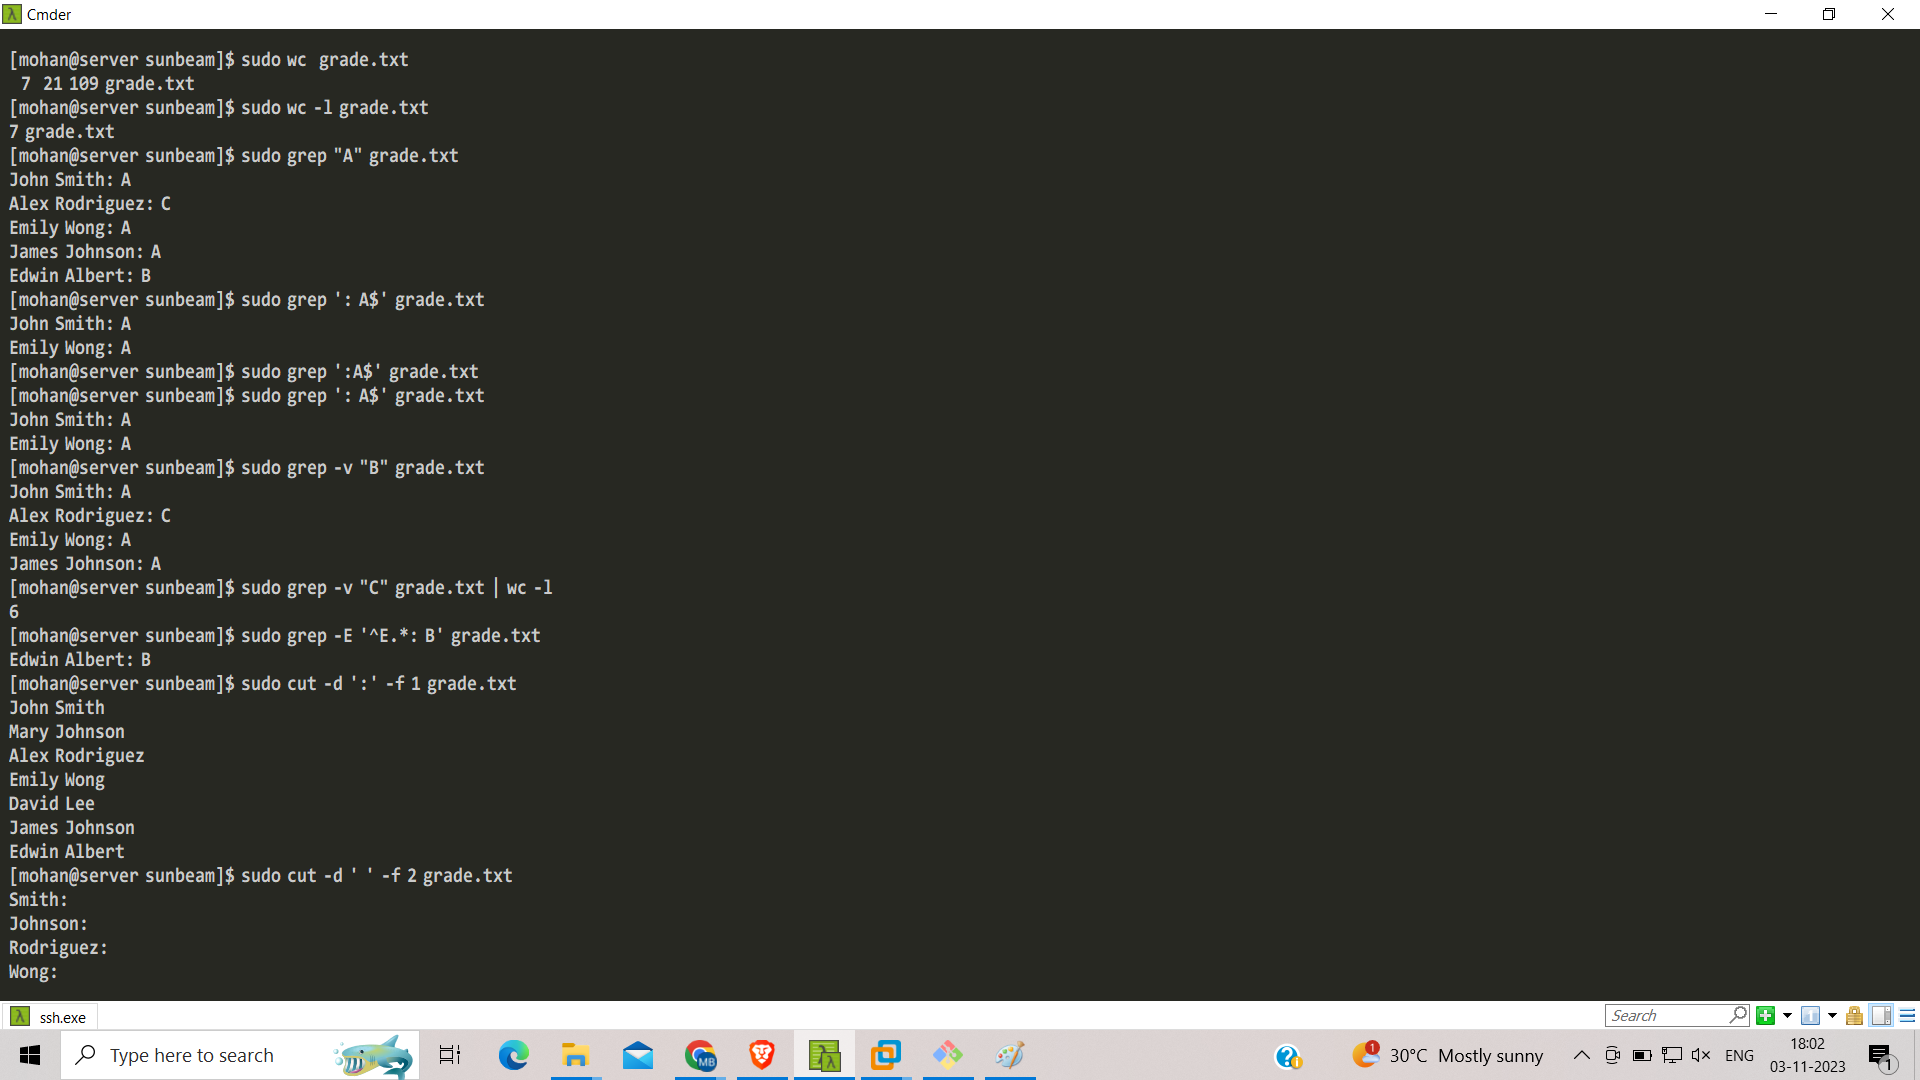 Cmder
[mohan@server sunbeam]$ sudo wc  grade.txt
  7  21 109 grade.txt
[mohan@server sunbeam]$ sudo wc -l grade.txt
7 grade.txt
[mohan@server sunbeam]$ sudo grep "A" grade.txt
John Smith: A
Alex Rodriguez: C
Emily Wong: A
James Johnson: A
Edwin Albert: B
[mohan@server sunbeam]$ sudo grep ': A$' grade.txt
John Smith: A
Emily Wong: A
[mohan@server sunbeam]$ sudo grep ':A$' grade.txt
[mohan@server sunbeam]$ sudo grep ': A$' grade.txt
John Smith: A
Emily Wong: A
[mohan@server sunbeam]$ sudo grep -v "B" grade.txt
John Smith: A
Alex Rodriguez: C
Emily Wong: A
James Johnson: A
[mohan@server sunbeam]$ sudo grep -v "C" grade.txt | wc -l
6
[mohan@server sunbeam]$ sudo grep -E '^E.*: B' grade.txt
Edwin Albert: B
[mohan@server sunbeam]$ sudo cut -d ':' -f 1 grade.txt
John Smith
Mary Johnson
Alex Rodriguez
Emily Wong
David Lee
James Johnson
Edwin Albert
[mohan@server sunbeam]$ sudo cut -d ' ' -f 2 grade.txt
Smith:
Johnson:
Rodriguez:
Wong:
ssh.exe
Search
Type here to search
MB
1
30°C Mostly sunny
ENG
18:02
03-11-2023
1